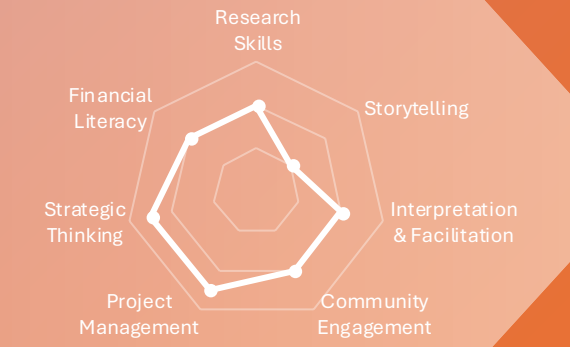 Research
Skills
Storytelling
Interpretation
& Facilitation
Community
Engagement
Project
Management
Strategic
Thinking
Financial
Literacy